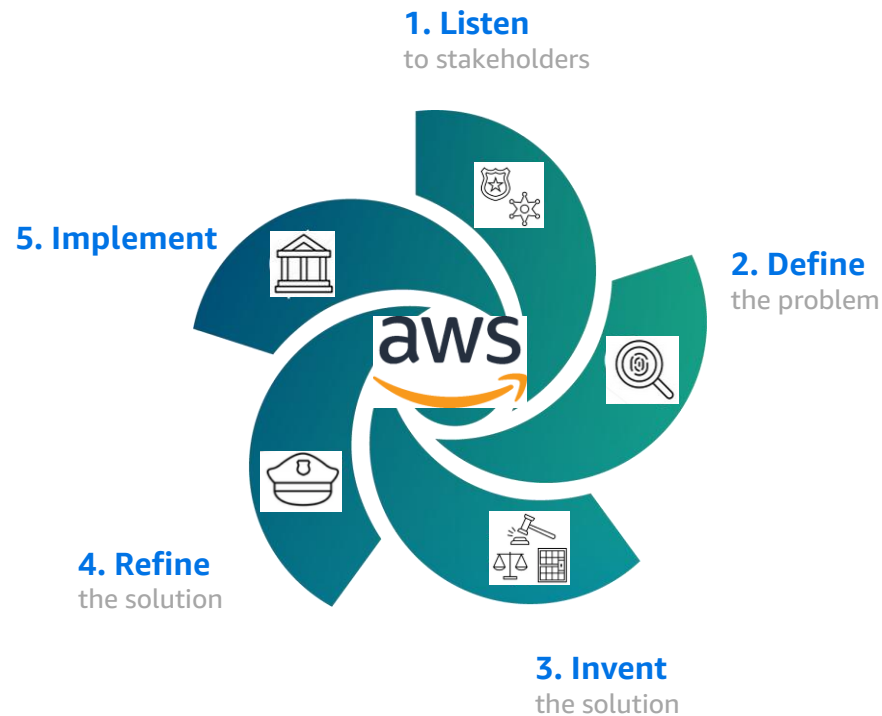 1. Listen
to stakeholders
2. Define
the problem
3. Invent
the solution
4. Refine
the solution
5. Implement
aws